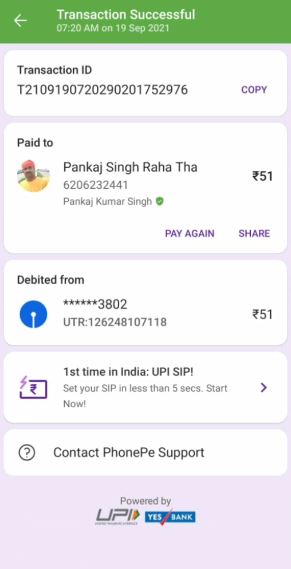 Transaction Successful
07:20 AM on 19 Sep 2021
Transaction ID
T2109190720290201752976
COPY
Paid to
Pankaj Singh Raha Tha
₹51
6206232441
Pankaj Kumar Singh
PAY AGAIN SHARE
Debited from
******3802
₹51
UTR:126248107118
1st time in India: UPI SIP!
Set your SIP in less than 5 secs. Start
Now!
Contact PhonePe Support
Powered by
UPI YES BANK